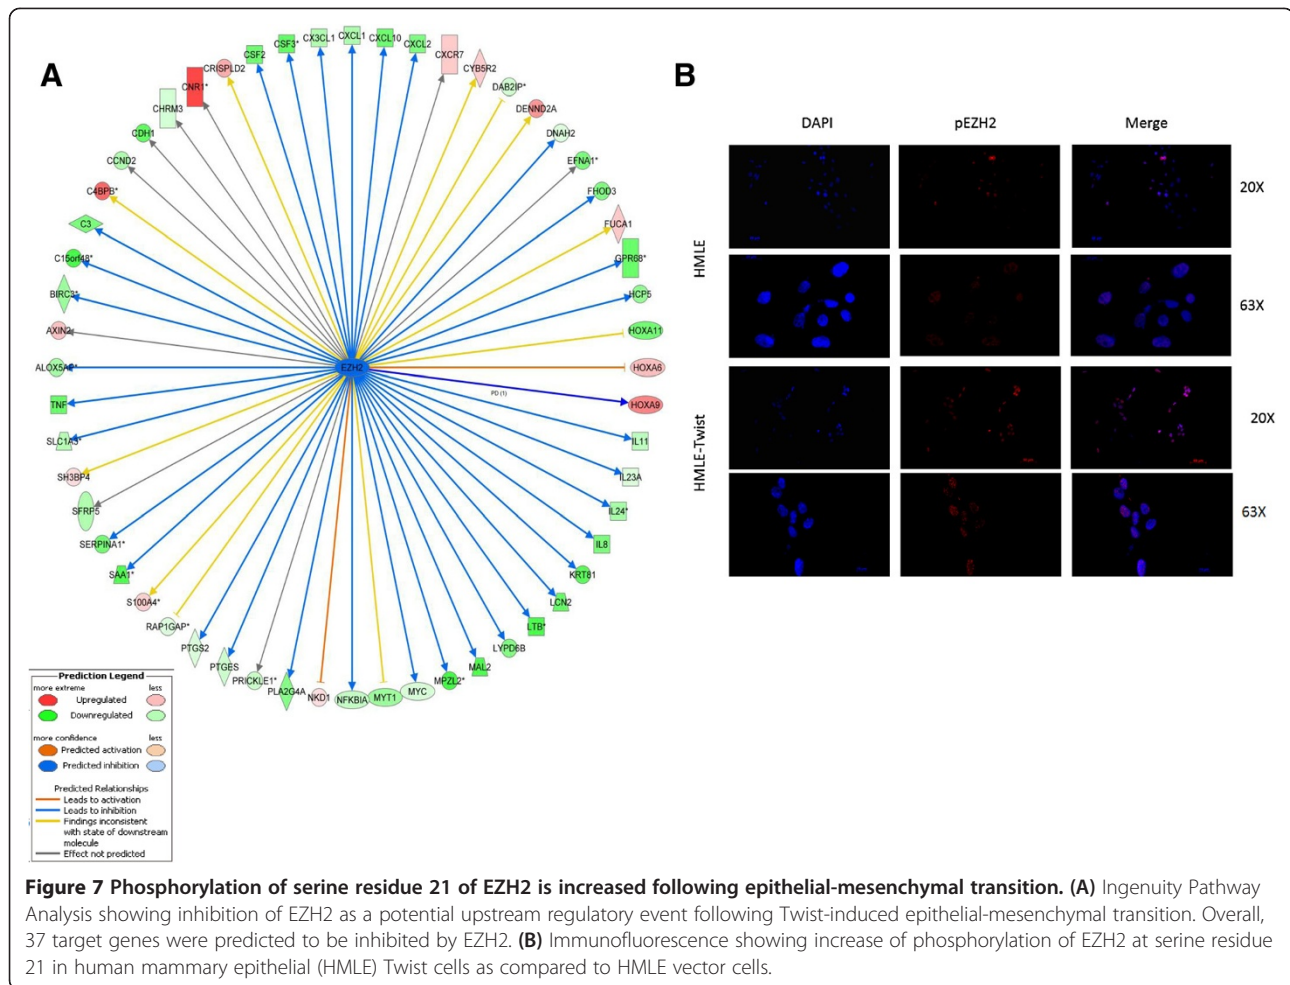 A
CXCL1
CX3CL1
CXCL10
CSF3*
CXCL2
CSF2
CXCR7
CRISPLD2
CYB5R2
CNR1*
DAB2IP*
CHRM3
DENND2A
CDH1
DNAH2
CCND2
EFNA1*
C4BPB*
FHOD3
C3
FUCA1
C15orf48*
GPR68*
BIRC3*
HCP5
AXIN2
HOXA11
ALOX5AP*
EZH2
HOXA6
TNF
PD (1)
HOXA9
SLC1A3
IL11
SH3BP4
IL23A
SFRP5
IL24*
SERPINA1*
IL8
SAA1*
KRT81
S100A4*
LCN2
RAP1GAP*
LTB*
PTGS2
LYPD6B
PTGES
MAL2
PRICKLE1*
MPZL2*
PLA2G4A
NKD1
NFKBIA
MYT1
MYC
Prediction Legend
more extreme less
Upregulated
Downregulated
more confidence less
Predicted activation
Predicted inhibition
Predicted Relationships
Leads to activation
Leads to inhibition
Findings inconsistent
with state of downstream
molecule
Effect not predicted
B
DAPI pEZH2 Merge
HMLE
20X
63X
HMLE-Twist
20X
63X
Figure 7 Phosphorylation of serine residue 21 of EZH2 is increased following epithelial-mesenchymal transition. (A) Ingenuity Pathway
Analysis showing inhibition of EZH2 as a potential upstream regulatory event following Twist-induced epithelial-mesenchymal transition. Overall,
37 target genes were predicted to be inhibited by EZH2. (B) Immunofluorescence showing increase of phosphorylation of EZH2 at serine residue
21 in human mammary epithelial (HMLE) Twist cells as compared to HMLE vector cells.